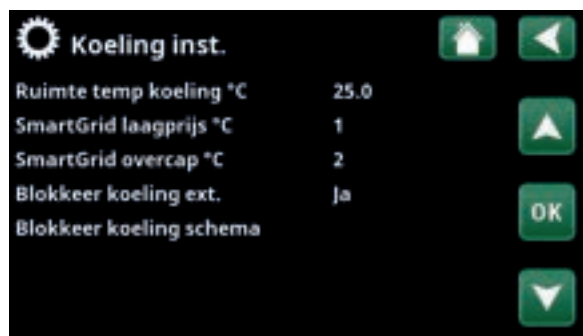 Koeling inst.
Ruimte temp koeling °C 25.0
SmartGrid laagprijs °C 1
SmartGrid overcap °C 2
Blokkeer koeling ext. Ja
Blokkeer koeling schema
OK